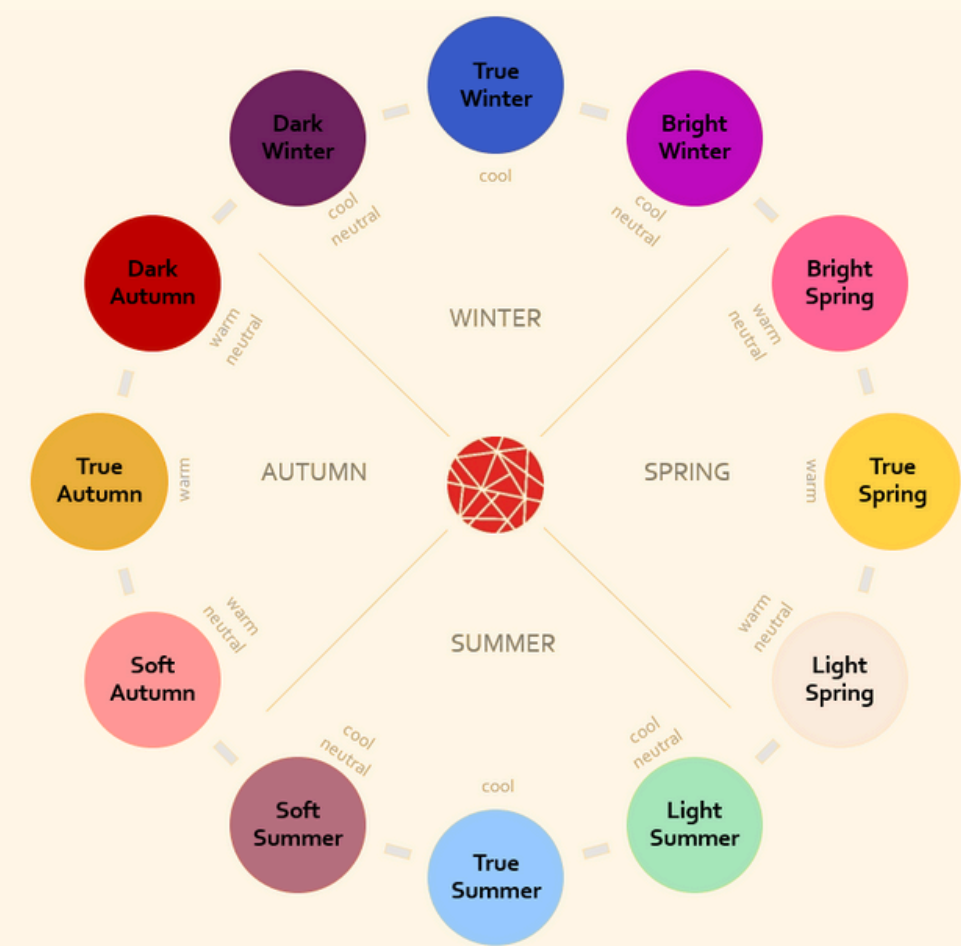 True
Winter
Dark
Winter
Bright
Winter
cool
cool
neutral
cool
neutral
Dark
Autumn
Bright
Spring
warm
neutral
WINTER
warm
neutral
True
Autumn
warm
AUTUMN
SPRING
warm
True
Spring
warm
neutral
SUMMER
warm
neutral
Soft
Autumn
Light
Spring
cool
neutral
cool
neutral
cool
Soft
Summer
Light
Summer
True
Summer